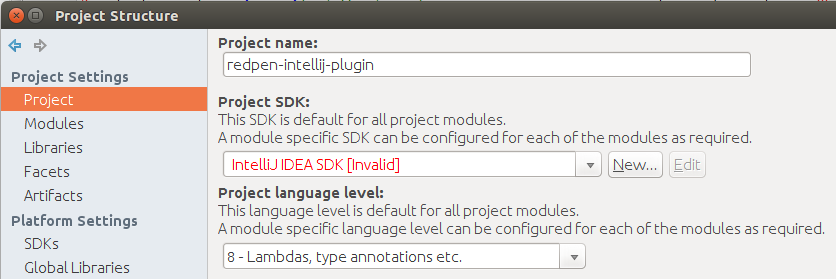 Project Structure
Project Settings
Project
Modules
Libraries
Facets
Artifacts
Platform Settings
SDKs
Global Libraries
Project name:
redpen-intellij-plugin
Project SDK:
This SDK is default for all project modules.
A module specific SDK can be configured for each of the modules as required.
IntelliJ IDEA SDK [Invalid]
New...
Edit
Project language level:
This language level is default for all project modules.
A module specific language level can be configured for each of the modules as required.
8 - Lambdas, type annotations etc.